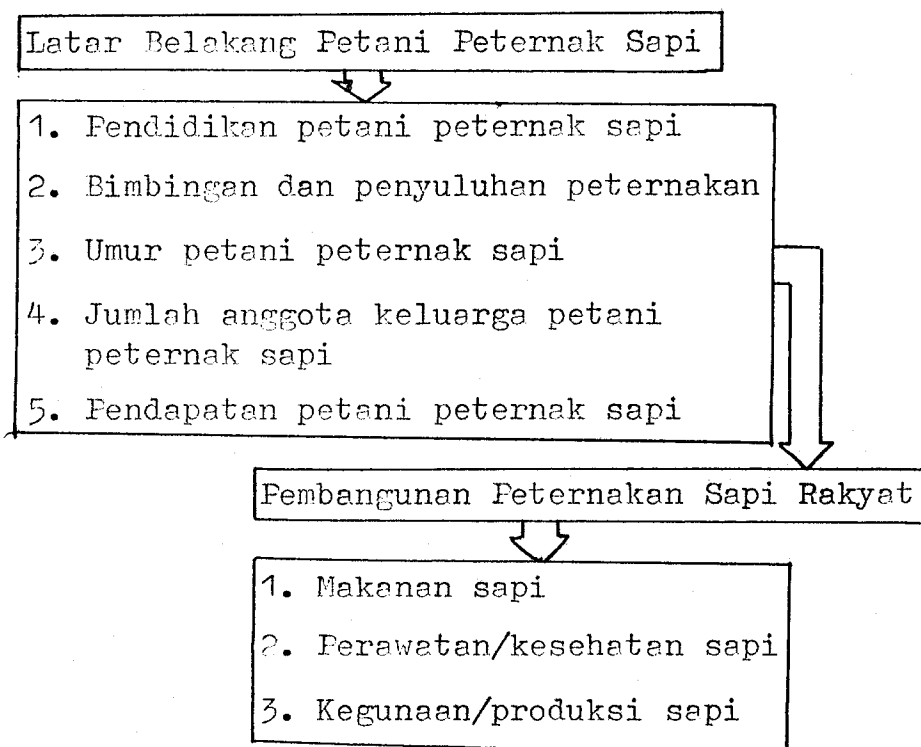 Latar Belakang Petani Peternak Sapi
1. Pendidikan petani peternak sapi
2. Bimbingan dan penyuluhan peternakan
3. Umur petani peternak sapi
4. Jumlah anggota keluarga petani
peternak sapi
5. Pendapatan petani peternak sapi
Pembangunan Peternakan Sapi Rakyat
1. Makanan sapi
2. Perawatan/kesehatan sapi
3. Kegunaan/produksi sapi